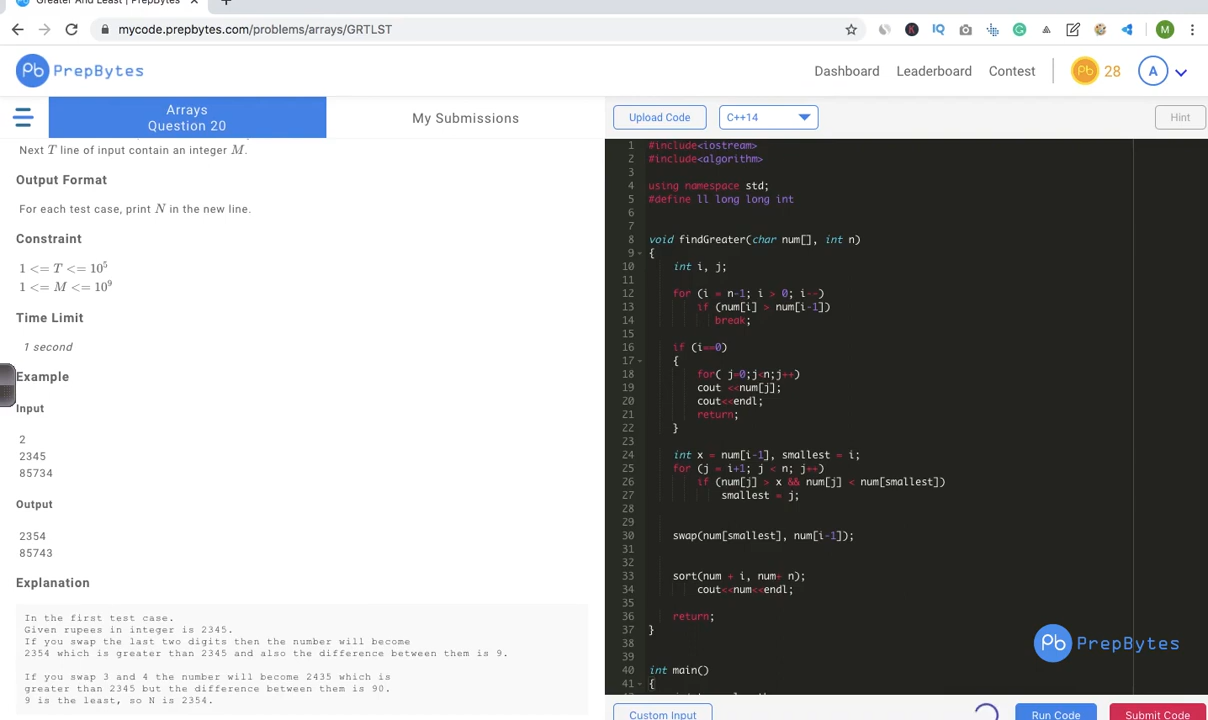 Greater And Least | PrepBytes
mycode.prepbytes.com/problems/arrays/GRTLST
IQ
M
Pb PrepBytes
Dashboard Leaderboard Contest Pb 28 A
Arrays
Question 20
My Submissions
Upload Code C++14 Hint
Next T line of input contain an integer M.
Output Format
For each test case, print N in the new line.
Constraint
1 <= T <= 10⁵
1 <= M <= 10⁹
Time Limit
1 second
Example
Input
2
2345
85734
Output
2354
85743
Explanation
In the first test case.
Given rupees in integer is 2345.
If you swap the last two digits then the number will become
2354 which is greater than 2345 and also the difference between them is 9.
If you swap 3 and 4 the number will become 2435 which is
greater than 2345 but the difference between them is 90.
9 is the least, so N is 2354.
1 #include<iostream>
2 #include<algorithm>
3
4 using namespace std;
5 #define ll long long int
6
7
8 void findGreater(char num[], int n)
9 {
10 int i, j;
11
12 for (i = n-1; i > 0; i--)
13 if (num[i] > num[i-1])
14 break;
15
16 if (i==0)
17 {
18 for( j=0;j<n;j++)
19 cout <<num[j];
20 cout<<endl;
21 return;
22 }
23
24 int x = num[i-1], smallest = i;
25 for (j = i+1; j < n; j++)
26 if (num[j] > x && num[j] < num[smallest])
27 smallest = j;
28
29
30 swap(num[smallest], num[i-1]);
31
32
33 sort(num + i, num+ n);
34 cout<<num<<endl;
35
36 return;
37 }
38
39
40 int main()
41 {
Pb PrepBytes
Custom Input Run Code Submit Code